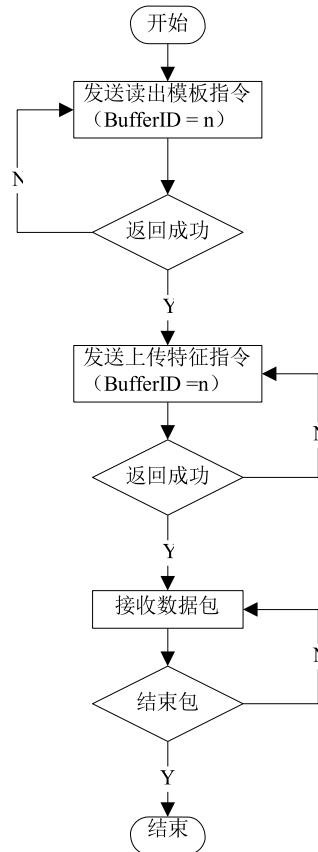 开始
发送读出模板指令
（BufferID = n）
N
返回成功
Y
发送上传特征指令
（BufferID =n）
N
返回成功
Y
接收数据包
N
结束包
Y
结束